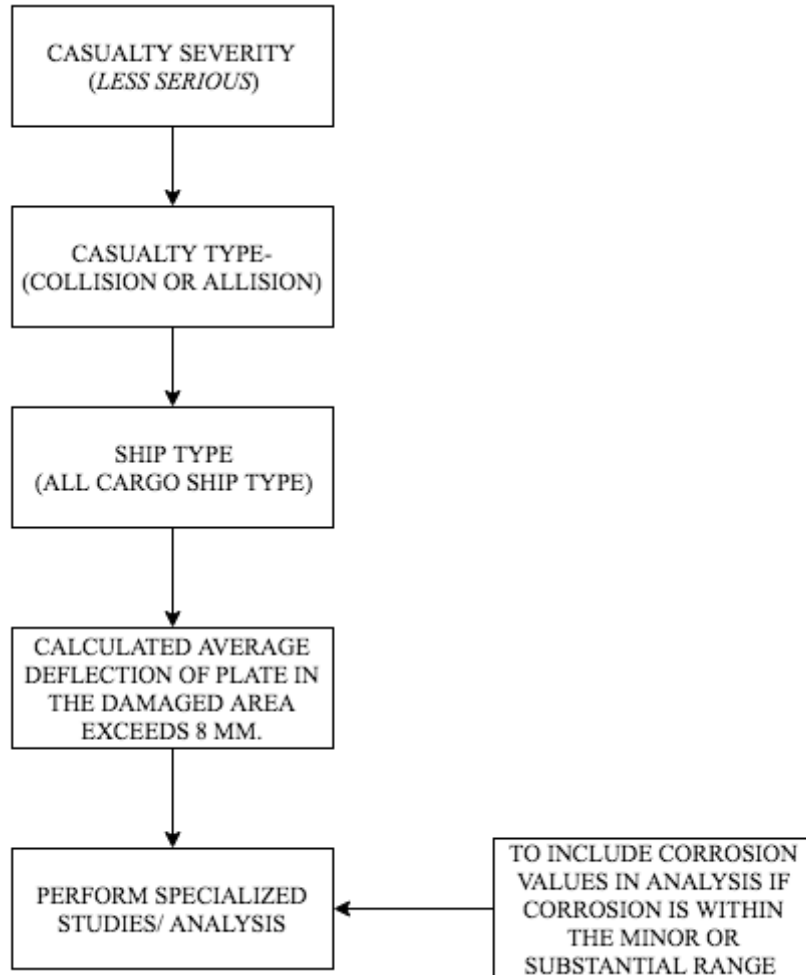 CASUALTY SEVERITY
(LESS SERIOUS)
CASUALTY TYPE-
(COLLISION OR ALLISION)
SHIP TYPE
(ALL CARGO SHIP TYPE)
CALCULATED AVERAGE
DEFLECTION OF PLATE IN
THE DAMAGED AREA
EXCEEDS 8 MM.
PERFORM SPECIALIZED
STUDIES/ ANALYSIS
TO INCLUDE CORROSION
VALUES IN ANALYSIS IF
CORROSION IS WITHIN
THE MINOR OR
SUBSTANTIAL RANGE